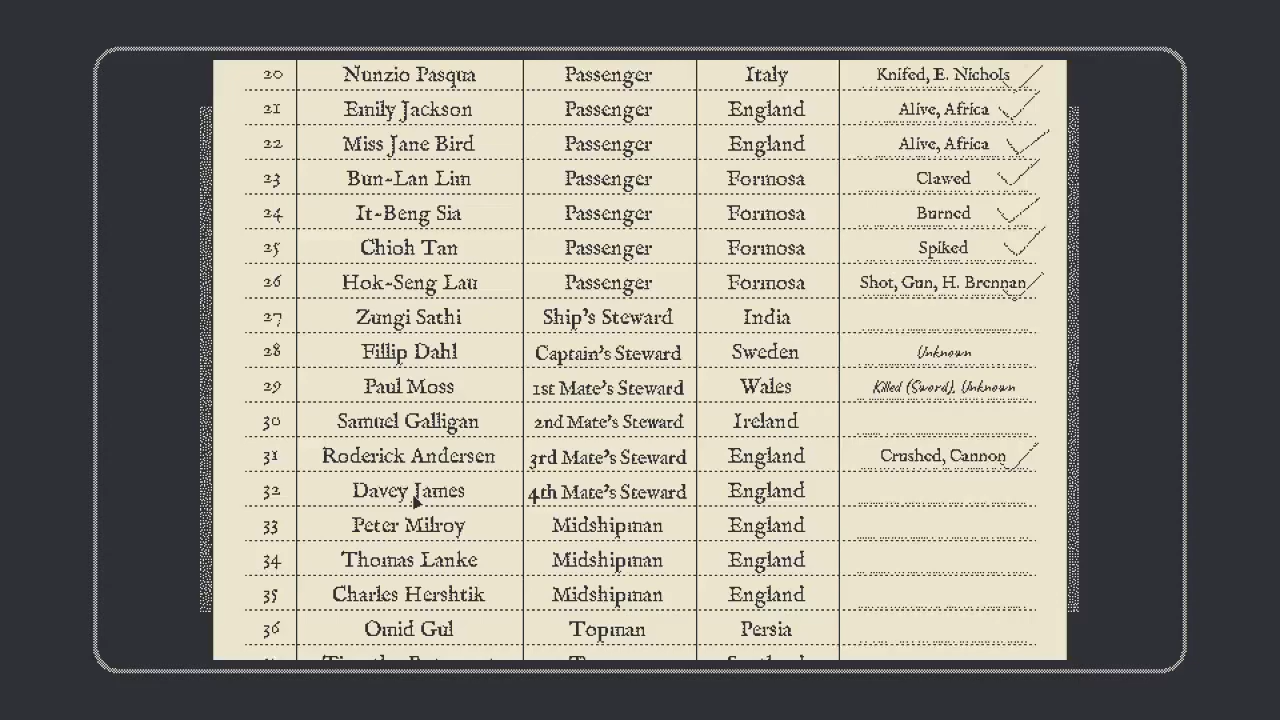 20 Nunzio Pasqua Passenger Italy Knifed, E. Nichols
21 Emily Jackson Passenger England Alive, Africa
22 Miss Jane Bird Passenger England Alive, Africa
23 Bun-Lan Lim Passenger Formosa Clawed
24 It-Beng Sia Passenger Formosa Burned
25 Chioh Tan Passenger Formosa Spiked
26 Hok-Seng Lau Passenger Formosa Shot, Gun, H. Brennan
27 Zungi Sathi Ship's Steward India
28 Fillip Dahl Captain's Steward Sweden Unknown
29 Paul Moss 1st Mate's Steward Wales Killed (Sword), Unknown
30 Samuel Galligan 2nd Mate's Steward Ireland
31 Roderick Andersen 3rd Mate's Steward England Crushed, Cannon
32 Davey James 4th Mate's Steward England
33 Peter Milroy Midshipman England
34 Thomas Lanke Midshipman England
35 Charles Hershtik Midshipman England
36 Omid Gul Topman Persia